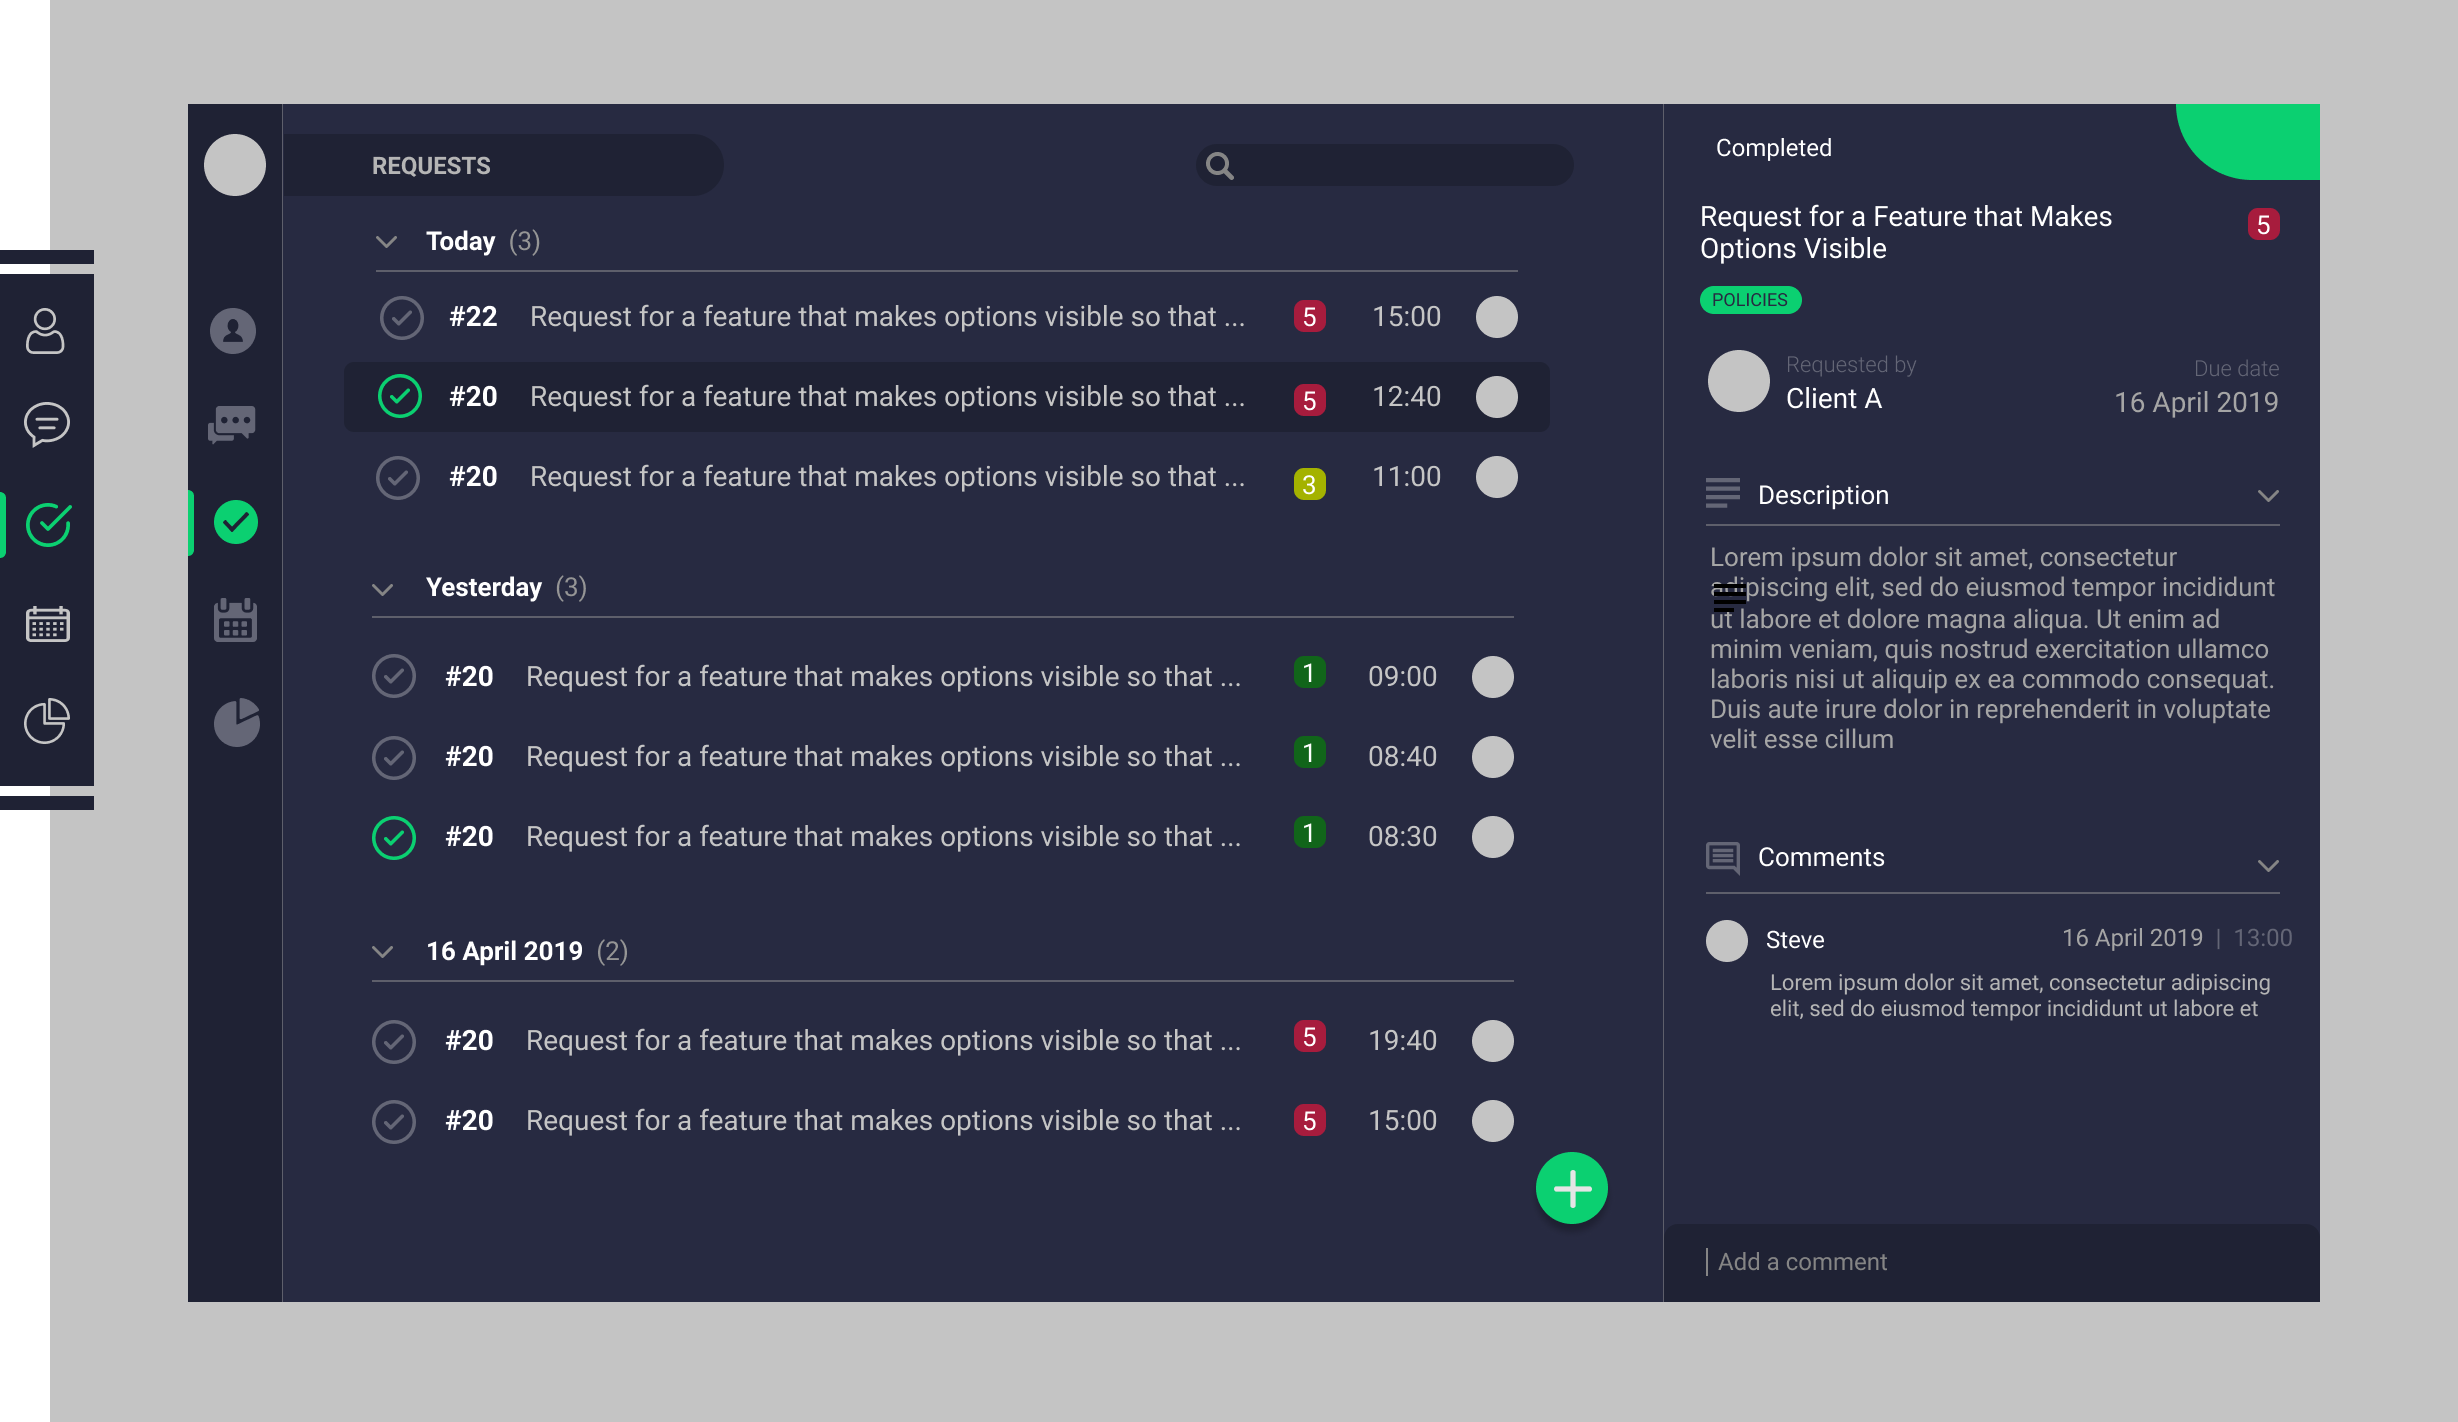 REQUESTS
Today (3)
#22 Request for a feature that makes options visible so that ... 5 15:00
#20 Request for a feature that makes options visible so that ... 5 12:40
#20 Request for a feature that makes options visible so that ... 3 11:00
Yesterday (3)
#20 Request for a feature that makes options visible so that ... 1 09:00
#20 Request for a feature that makes options visible so that ... 1 08:40
#20 Request for a feature that makes options visible so that ... 1 08:30
16 April 2019 (2)
#20 Request for a feature that makes options visible so that ... 5 19:40
#20 Request for a feature that makes options visible so that ... 5 15:00
Completed
Request for a Feature that Makes
Options Visible
5
POLICIES
Requested by
Client A
Due date
16 April 2019
Description
Lorem ipsum dolor sit amet, consectetur
adipiscing elit, sed do eiusmod tempor incididunt
ut labore et dolore magna aliqua. Ut enim ad
minim veniam, quis nostrud exercitation ullamco
laboris nisi ut aliquip ex ea commodo consequat.
Duis aute irure dolor in reprehenderit in voluptate
velit esse cillum
Comments
Steve 16 April 2019 | 13:00
Lorem ipsum dolor sit amet, consectetur adipiscing
elit, sed do eiusmod tempor incididunt ut labore et
Add a comment